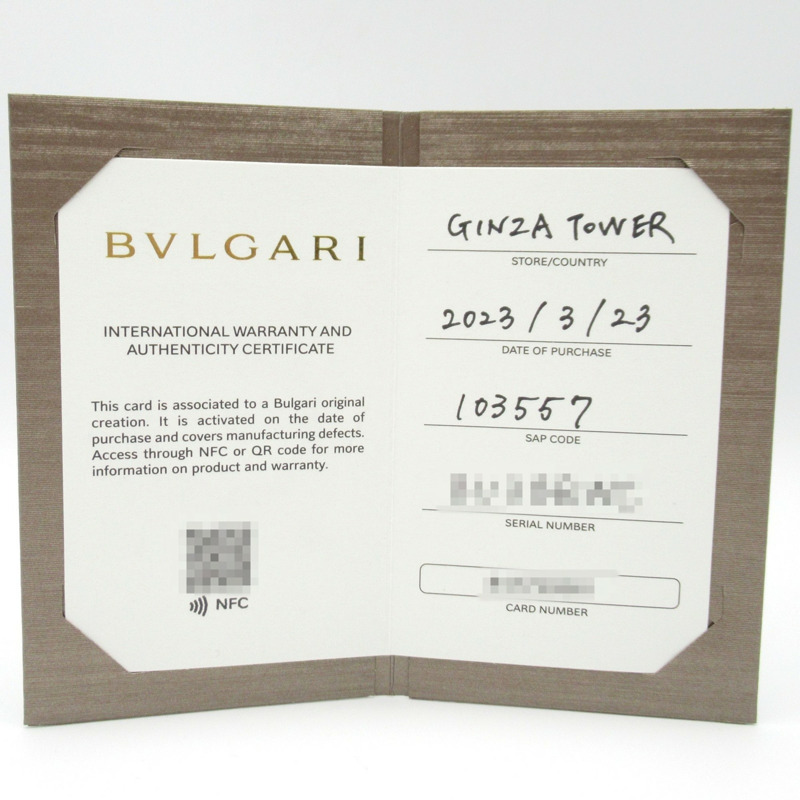 BVLGARI
INTERNATIONAL WARRANTY AND
AUTHENTICITY CERTIFICATE
This card is associated to a Bulgari original
creation. It is activated on the date of
purchase and covers manufacturing defects.
Access through NFC or QR code for more
information on product and warranty.
NFC
GINZA TOWER
STORE/COUNTRY
2023/3/23
DATE OF PURCHASE
103557
SAP CODE
SERIAL NUMBER
CARD NUMBER